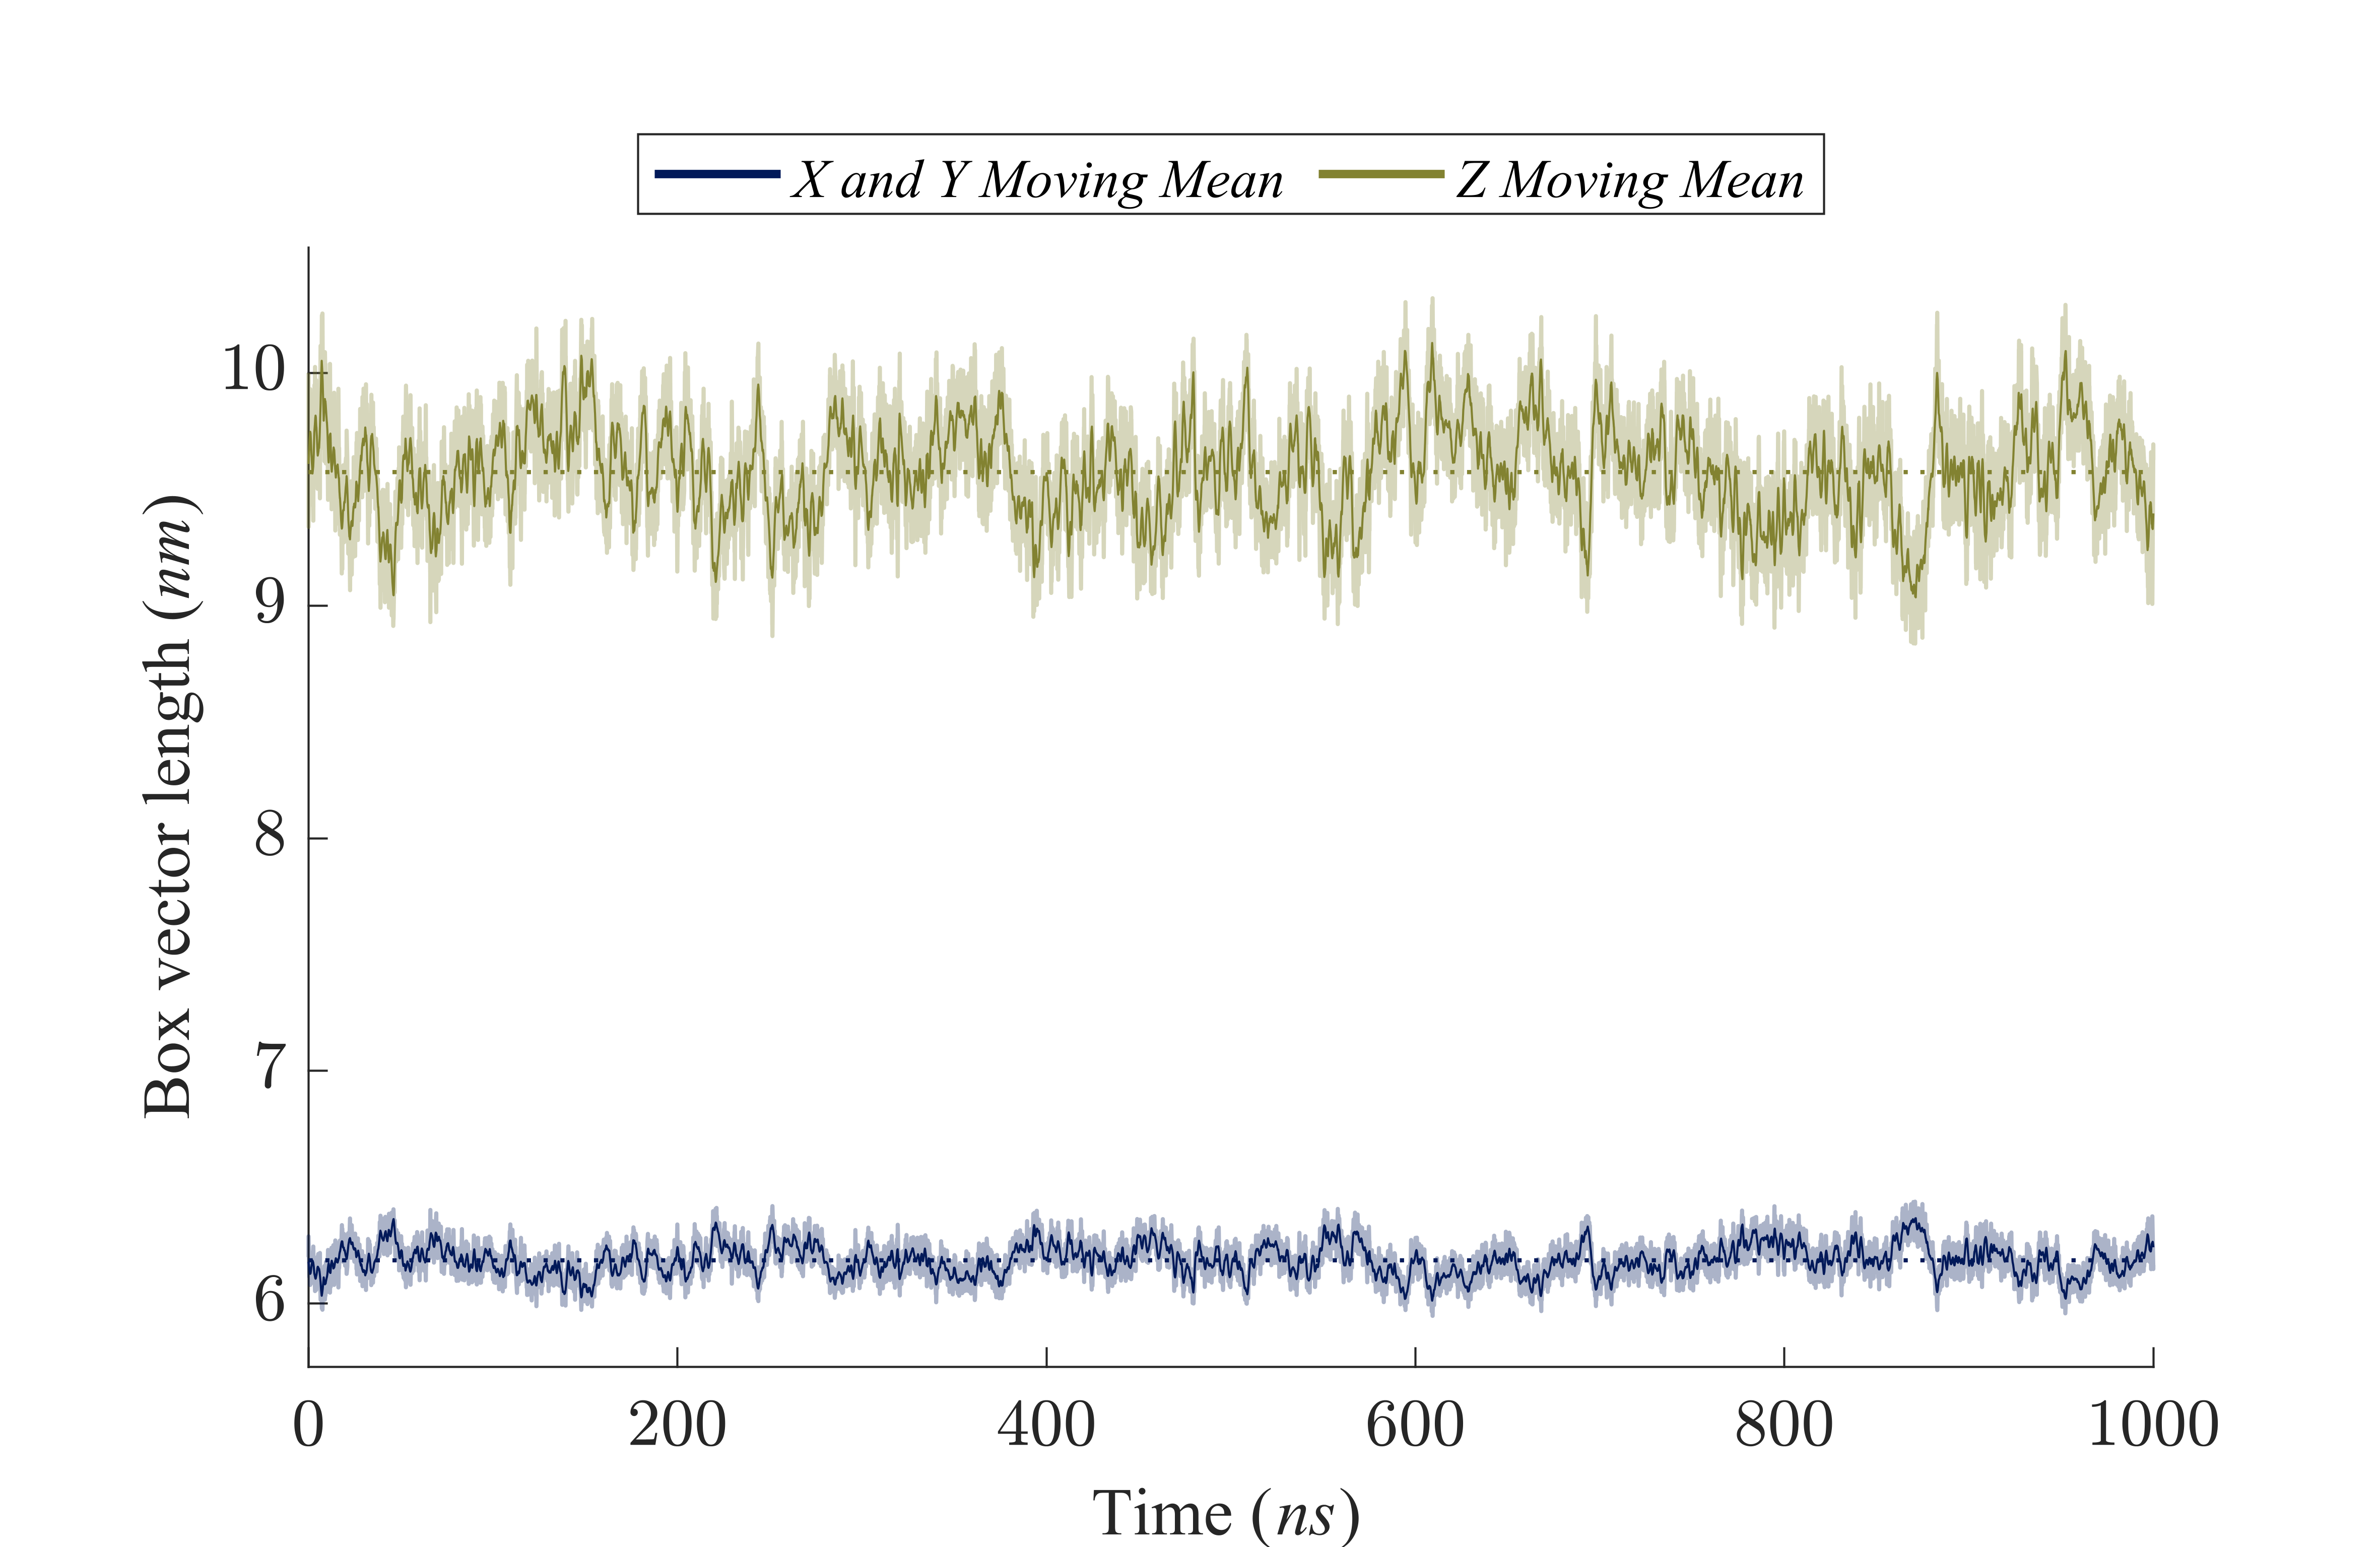 X and Y Moving Mean Z Moving Mean
Box vector length (nm)
10
9
8
7
6
0 200 400 600 800 1000
Time (ns)